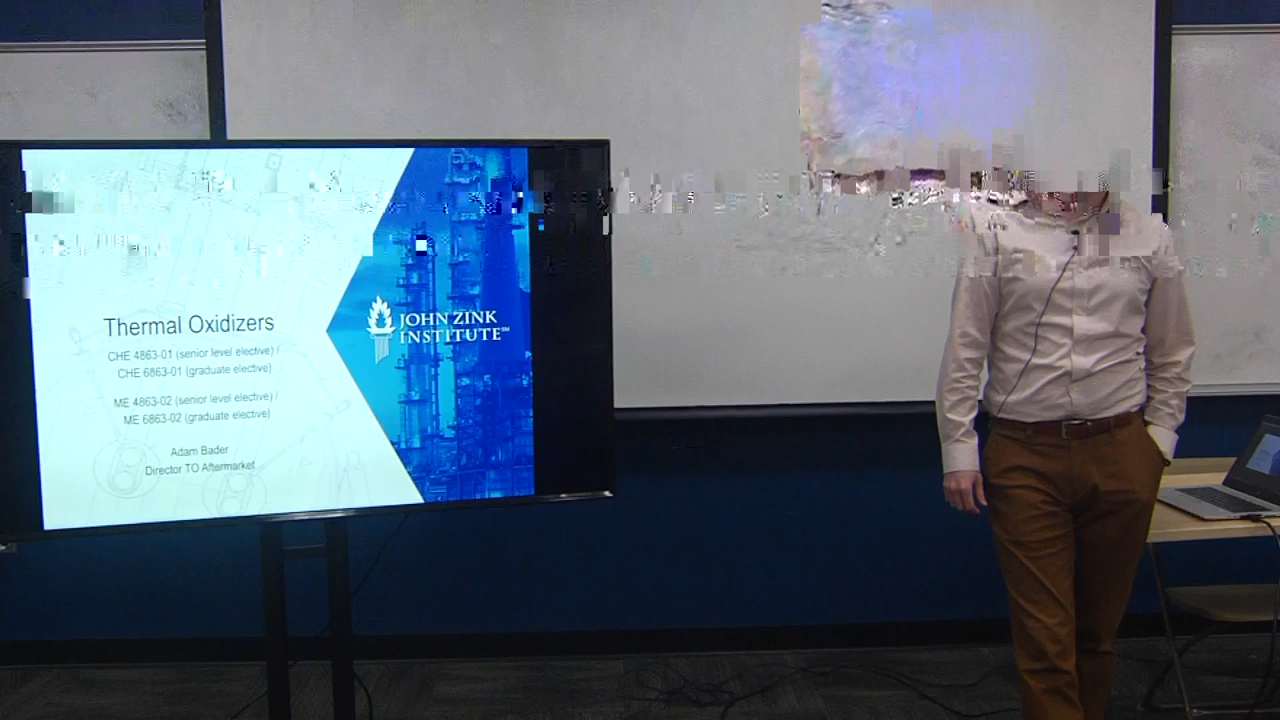 Thermal Oxidizers
CHE 4863-01 (senior level elective) /
CHE 6863-01 (graduate elective)
ME 4863-02 (senior level elective) /
ME 6863-02 (graduate elective)
Adam Bader
Director TO Aftermarket
JOHN ZINK
INSTITUTE℠